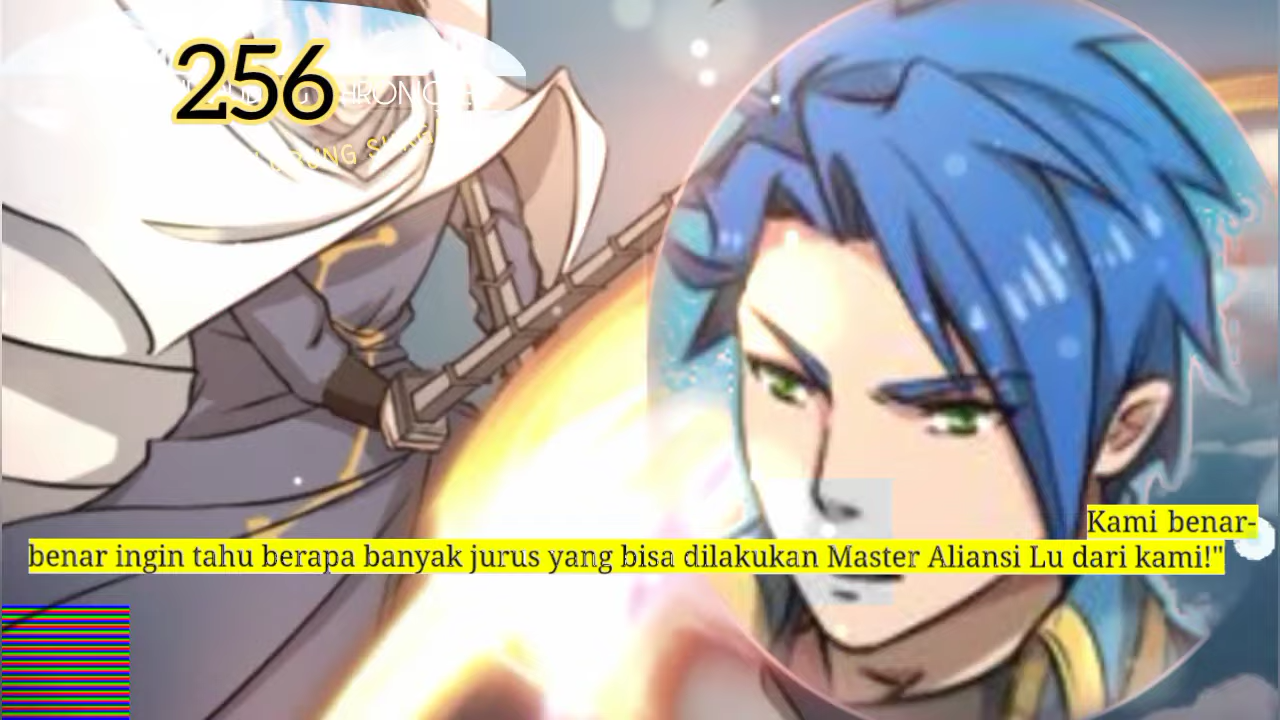 256
Kami benar-
benar ingin tahu berapa banyak jurus yang bisa dilakukan Master Aliansi Lu dari kami!"